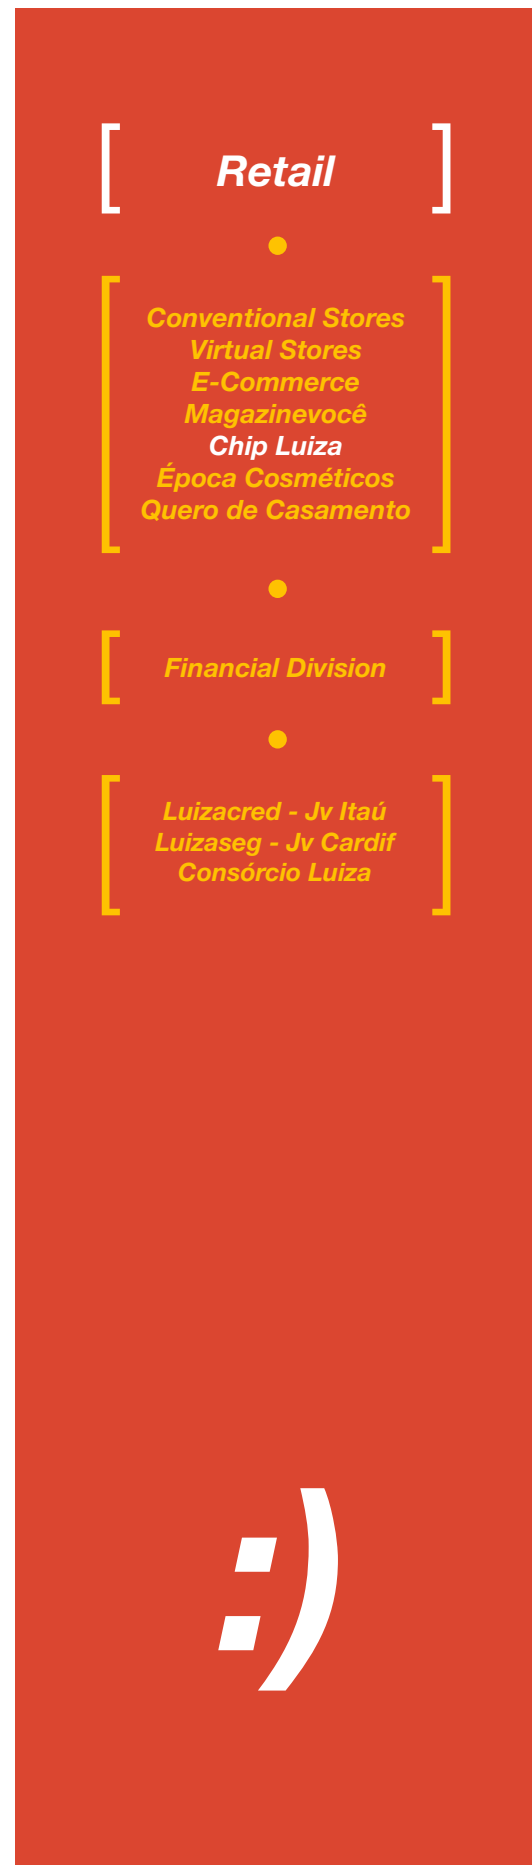 [ Retail ]
•
[ Conventional Stores
Virtual Stores
E-Commerce
Magazinevocê
Chip Luiza
Época Cosméticos
Quero de Casamento ]
•
[ Financial Division ]
•
[ Luizacred - Jv Itaú
Luizaseg - Jv Cardif
Consórcio Luiza ]
:)